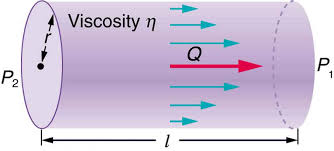 Viscosity η
r
Q
P₂
P₁
l